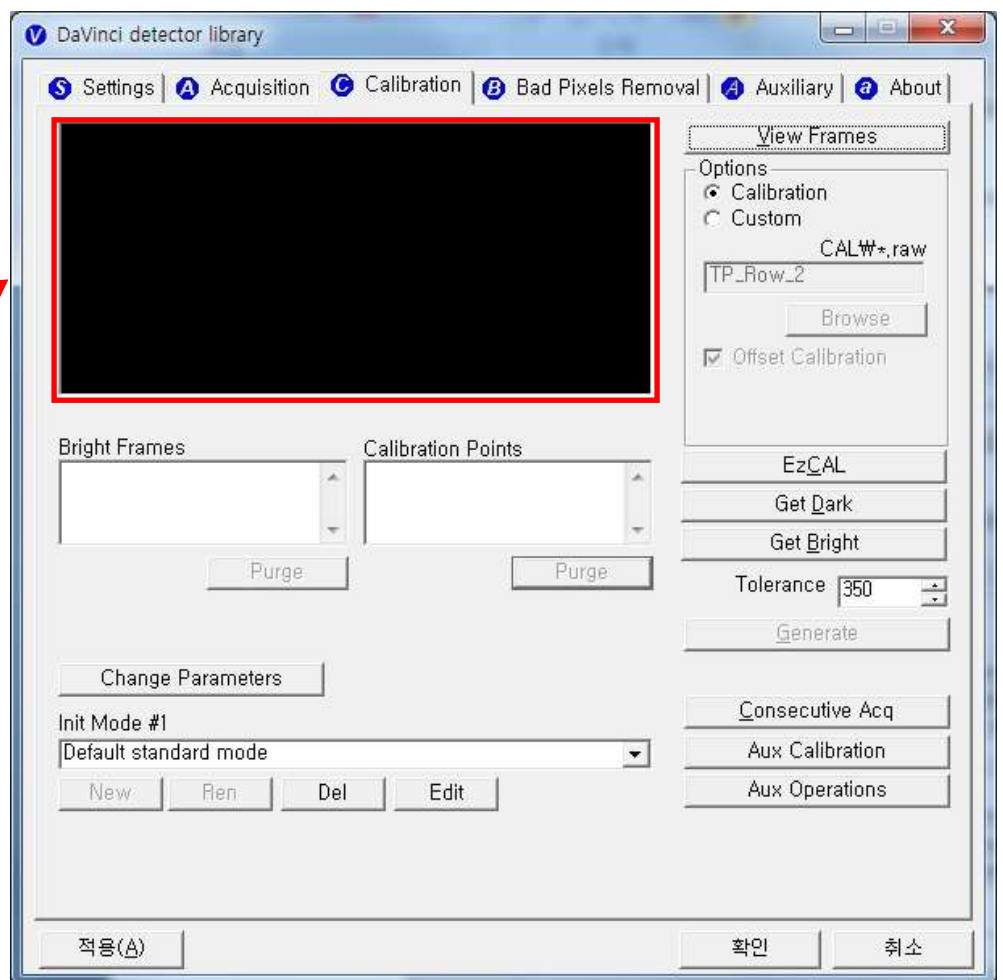 DaVinci detector library
Settings Acquisition Calibration Bad Pixels Removal Auxiliary About
View Frames
Options
Calibration
Custom
CAL₩*,raw
TP_Row_2
Browse
Offset Calibration
Bright Frames Calibration Points
Purge Purge
EzCAL
Get Dark
Get Bright
Tolerance 350
Generate
Change Parameters
Init Mode #1
Default standard mode
New Ren Del Edit
Consecutive Acq
Aux Calibration
Aux Operations
적용(A) 확인 취소